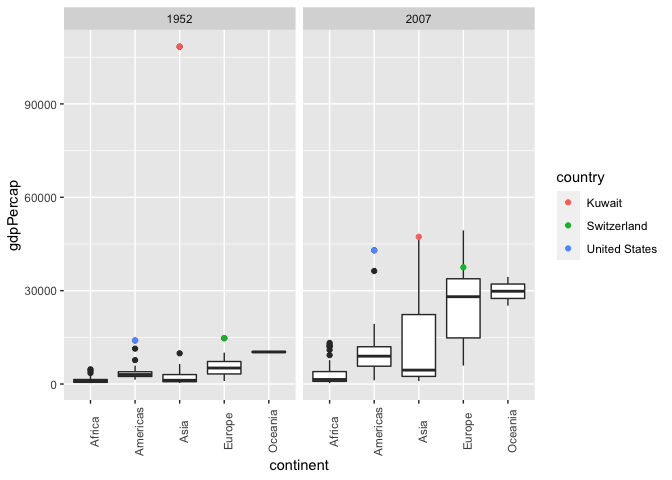 1952 2007
gdpPercap
90000
60000
30000
0
Africa Americas Asia Europe Oceania Africa Americas Asia Europe Oceania
continent
country
Kuwait
Switzerland
United States